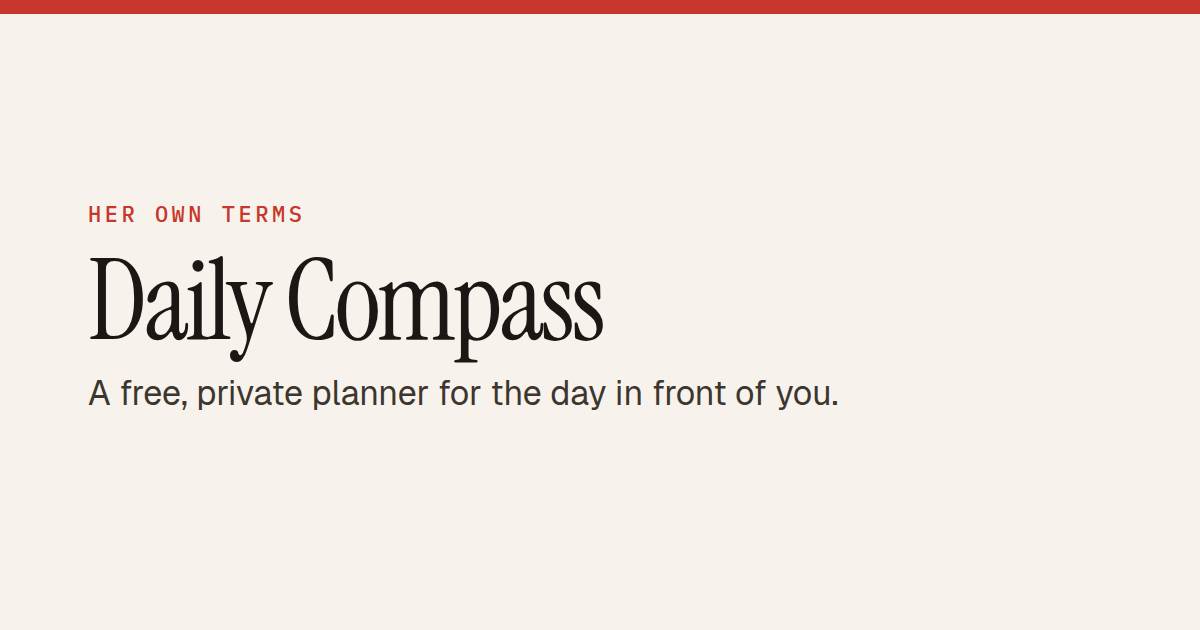 HER OWN TERMS
Daily Compass
A free, private planner for the day in front of you.